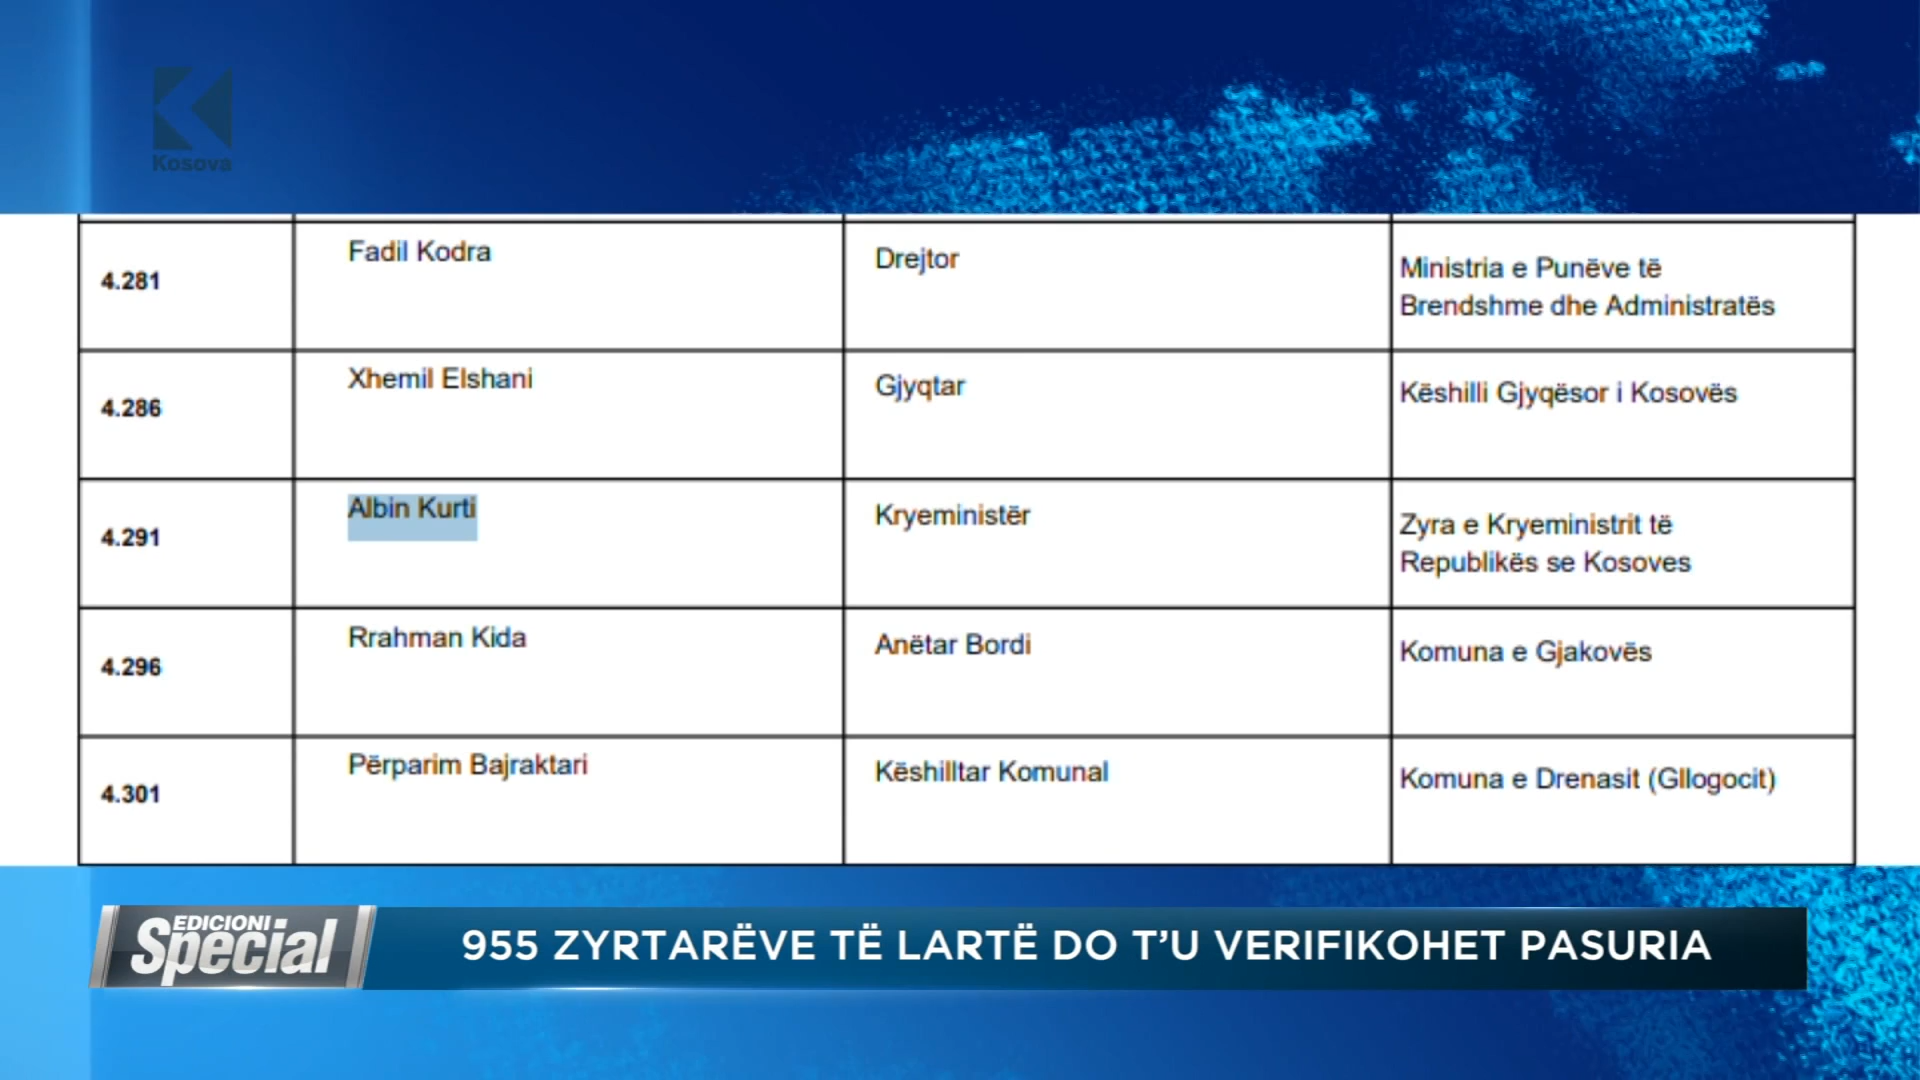 Kosova
4.281
Fadil Kodra
Drejtor
Ministria e Punëve të
Brendshme dhe Administratës
4.286
Xhemil Elshani
Gjyqtar
Këshilli Gjyqësor i Kosovës
4.291
Albin Kurti
Kryeministër
Zyra e Kryeministrit të
Republikës se Kosoves
4.296
Rrahman Kida
Anëtar Bordi
Komuna e Gjakovës
4.301
Përparim Bajraktari
Këshilltar Komunal
Komuna e Drenasit (Gllogocit)
EDICIONI
Special
955 ZYRTARËVE TË LARTË DO T’U VERIFIKOHET PASURIA